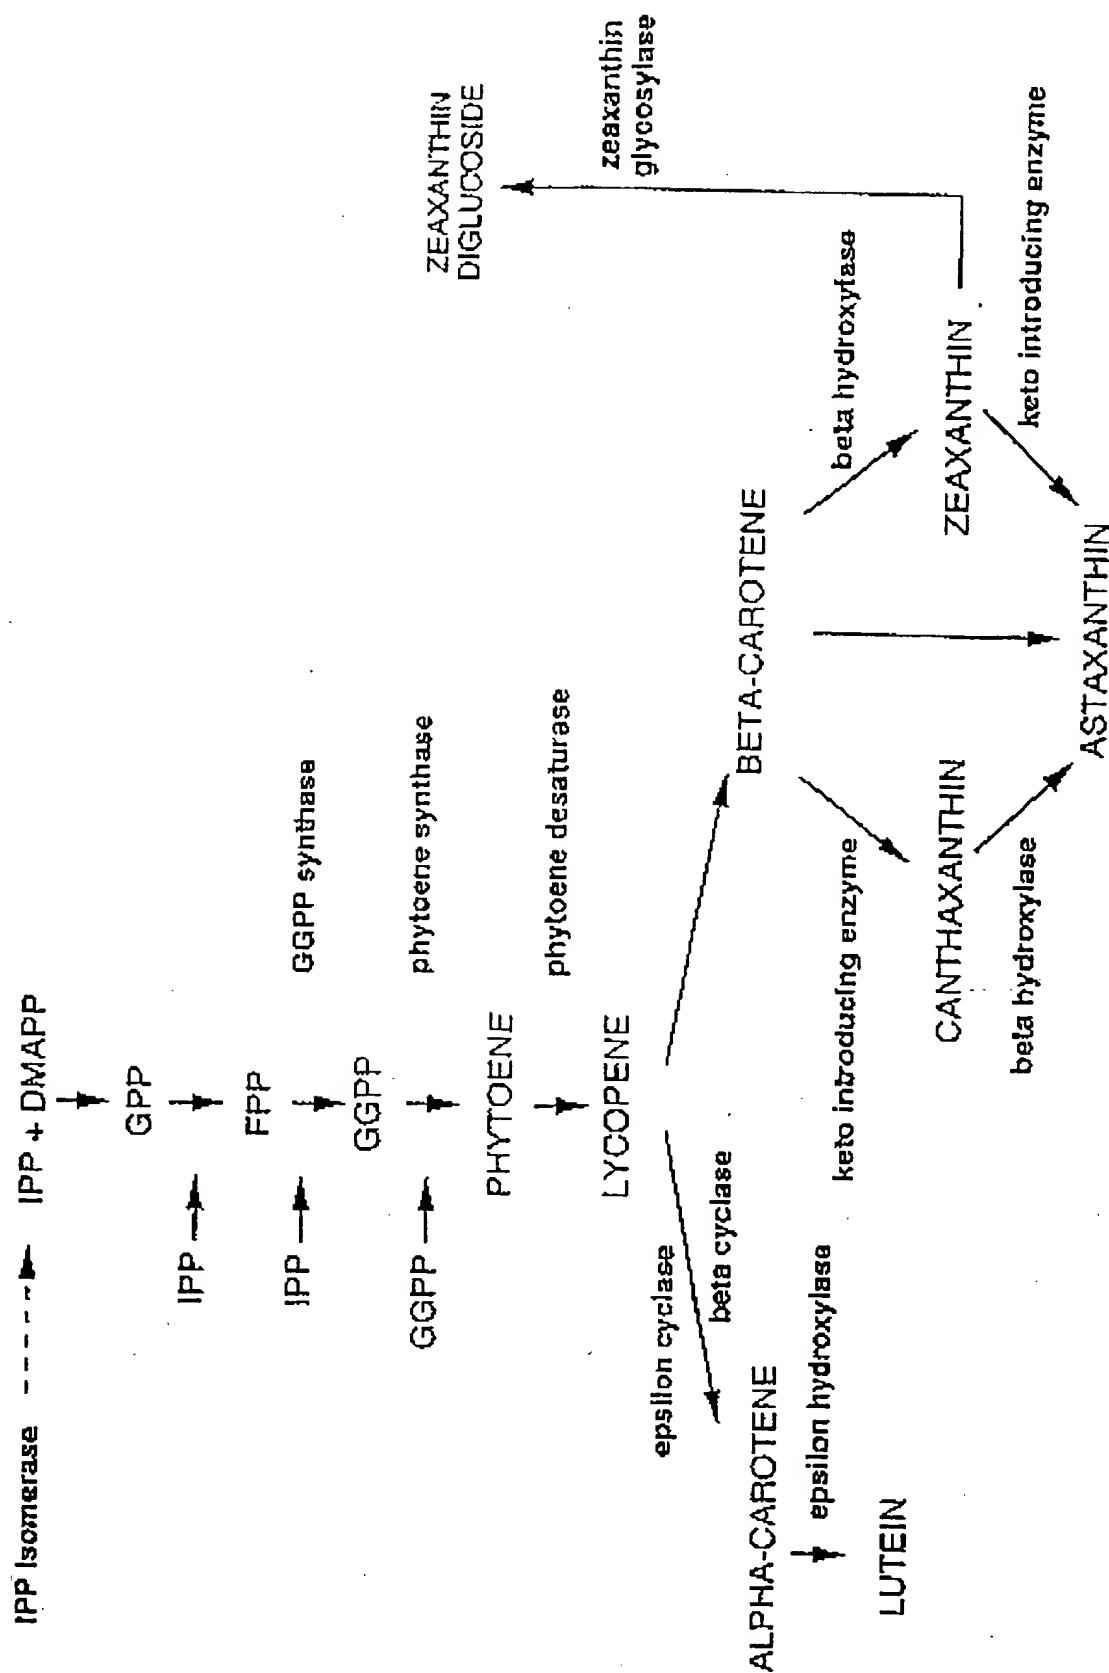 IPP Isomerase
IPP + DMAPP
GPP
IPP
FPP
IPP
GGPP synthase
GGPP
GGPP
phytoene synthase
PHYTOENE
phytoene desaturase
LYCOPENE
epsilon cyclase
beta cyclase
ALPHA-CAROTENE
BETA-CAROTENE
epsilon hydroxylase
LUTEIN
keto introducing enzyme
beta hydroxylase
CANTHAXANTHIN
ZEAXANTHIN
beta hydroxylase
keto introducing enzyme
ASTAXANTHIN
zeaxanthin
glycosylase
ZEAXANTHIN
DIGLUCOSIDE